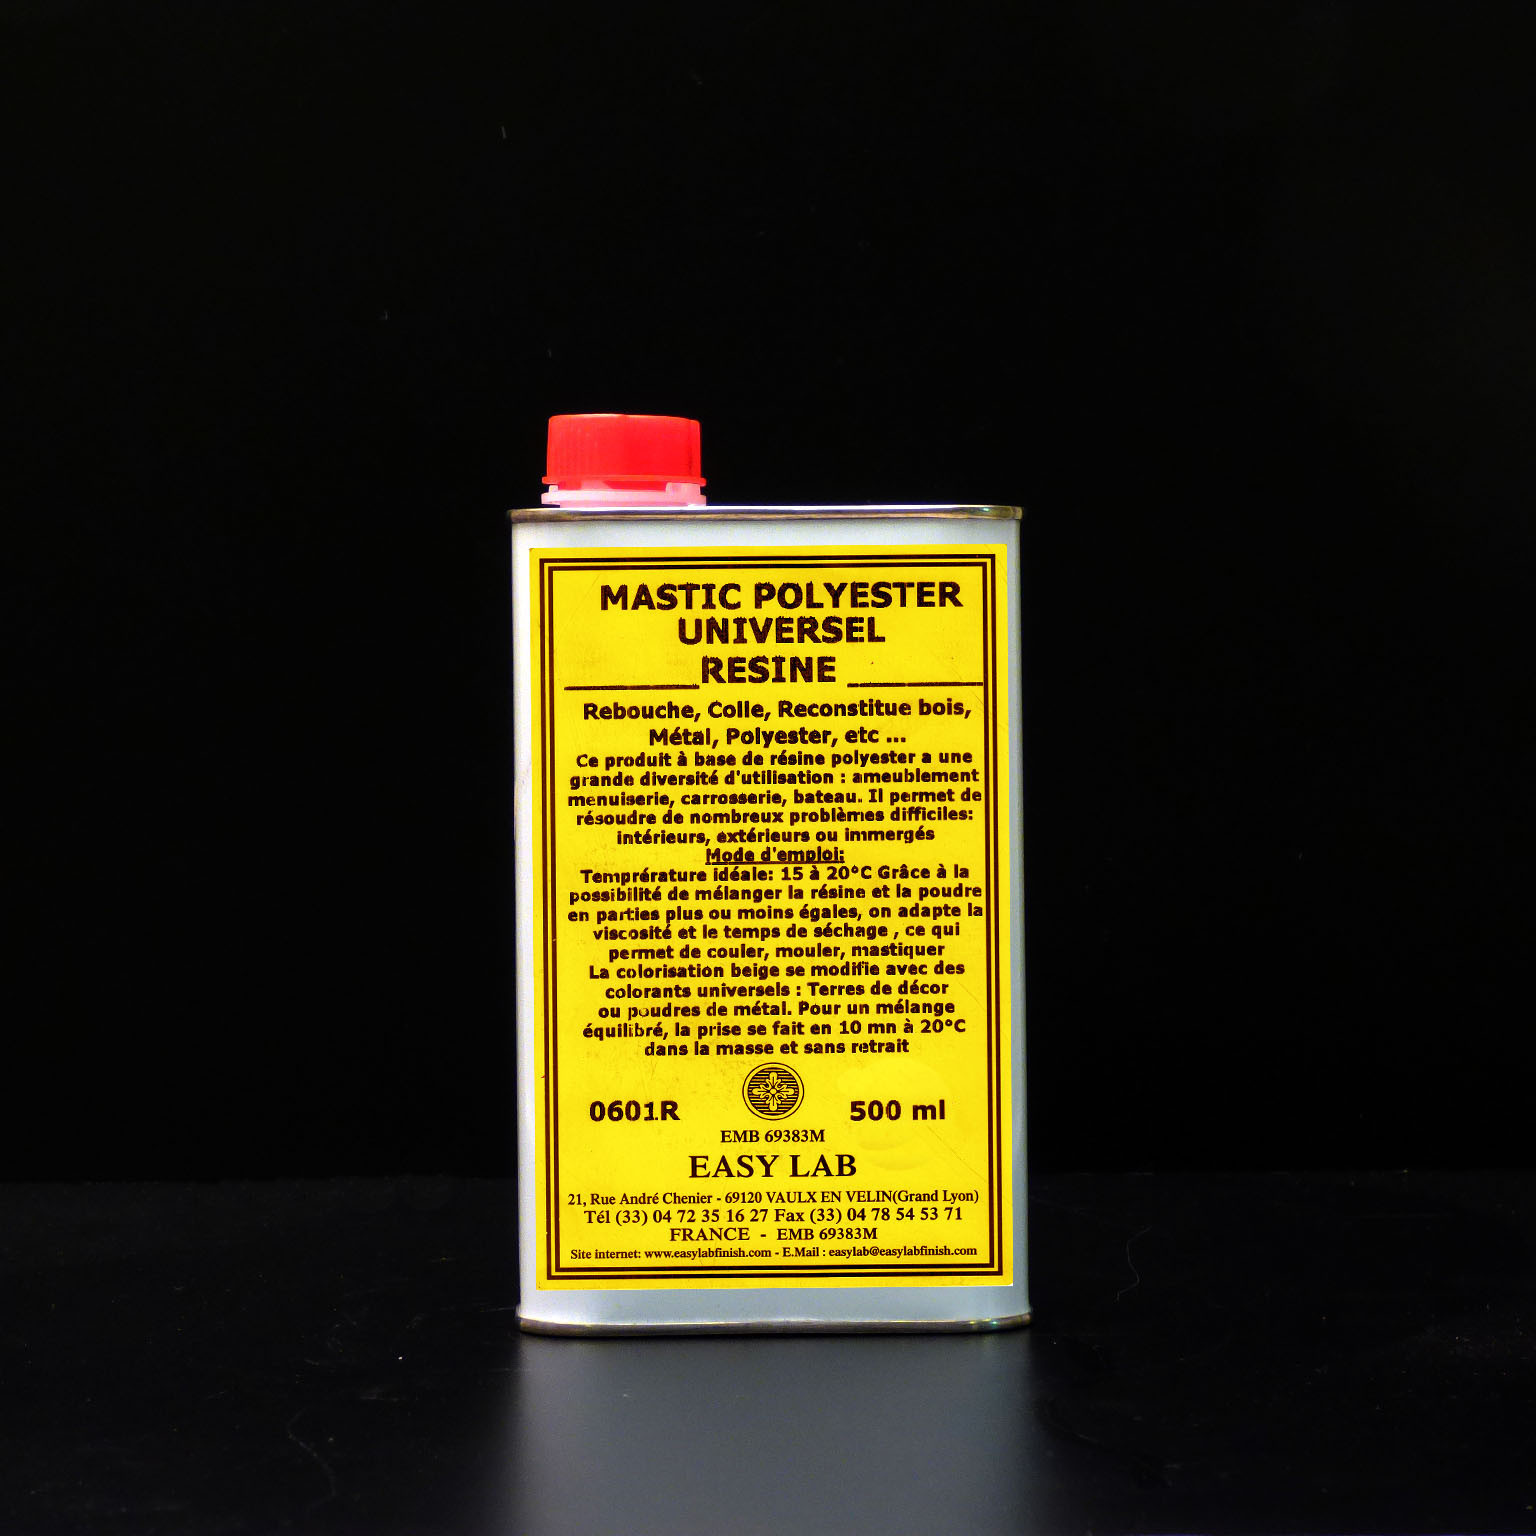 MASTIC POLYESTER
UNIVERSEL
RESINE
Rebouche, Colle, Reconstitue bois,
Métal, Polyester, etc ...
Ce produit à base de résine polyester a une
grande diversité d'utilisation : ameublement
menuiserie, carrosserie, bateau. Il permet de
résoudre de nombreux problèmes difficiles:
intérieurs, extérieurs ou immergés
Mode d'emploi:
Temprérature idéale: 15 à 20°C Grâce à la
possibilité de mélanger la résine et la poudre
en parties plus ou moins égales, on adapte la
viscosité et le temps de séchage , ce qui
permet de couler, mouler, mastiquer
La colorisation beige se modifie avec des
colorants universels : Terres de décor
ou poudres de métal. Pour un mélange
équilibré, la prise se fait en 10 mn à 20°C
dans la masse et sans retrait
0601R 500 ml
EMB 69383M
EASY LAB
21, Rue André Chenier - 69120 VAULX EN VELIN(Grand Lyon)
Tél (33) 04 72 35 16 27 Fax (33) 04 78 54 53 71
FRANCE - EMB 69383M
Site internet: www.easylabfinish.com - E.Mail : easylab@easylabfinish.com